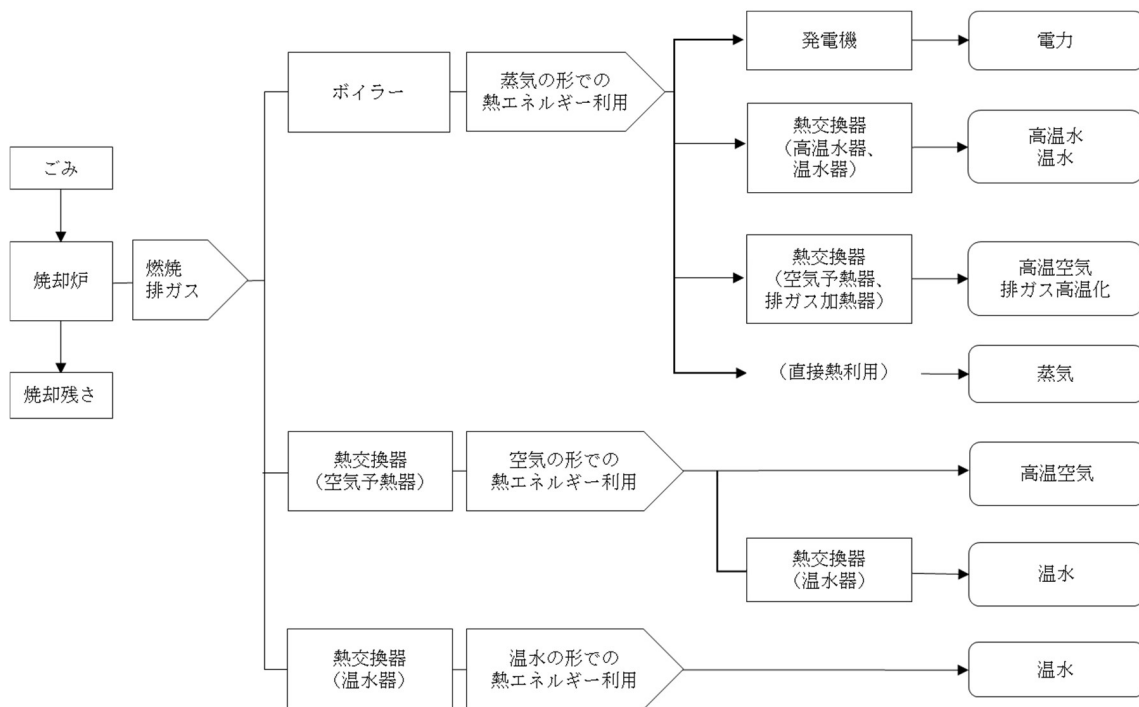 ごみ
焼却炉
焼却残さ
燃焼
排ガス
ボイラー
蒸気の形での
熱エネルギー利用
発電機
電力
熱交換器
(高温水器、
温水器)
高温水
温水
熱交換器
(空気予熱器、
排ガス加熱器)
高温空気
排ガス高温化
(直接熱利用)
蒸気
熱交換器
(空気予熱器)
空気の形での
熱エネルギー利用
高温空気
熱交換器
(温水器)
温水
熱交換器
(温水器)
温水の形での
熱エネルギー利用
温水